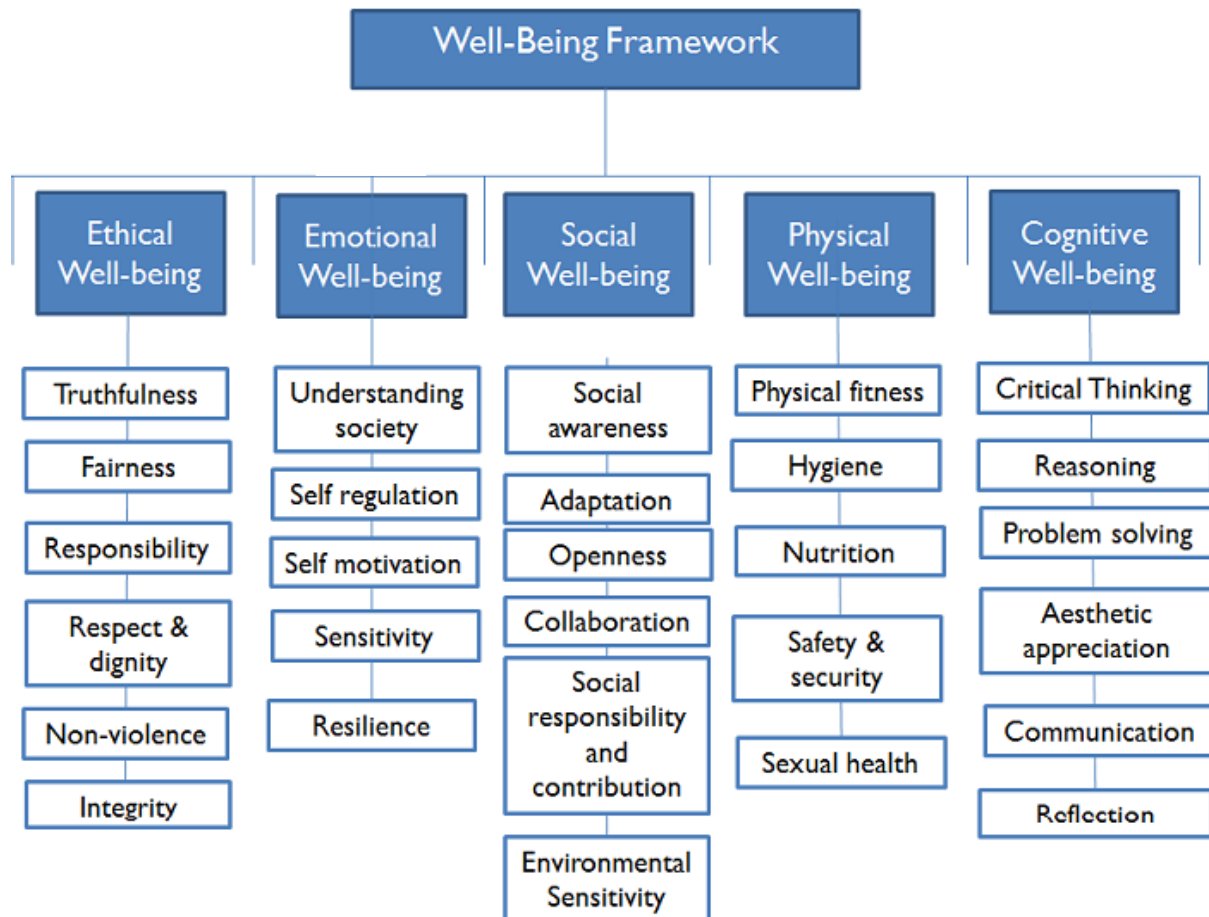 Well-Being Framework
Ethical
Well-being
Truthfulness
Fairness
Responsibility
Respect &
dignity
Non-violence
Integrity
Emotional
Well-being
Understanding
society
Self regulation
Self motivation
Sensitivity
Resilience
Social
Well-being
Social
awareness
Adaptation
Openness
Collaboration
Social
responsibility
and
contribution
Environmental
Sensitivity
Physical
Well-being
Physical fitness
Hygiene
Nutrition
Safety &
security
Sexual health
Cognitive
Well-being
Critical Thinking
Reasoning
Problem solving
Aesthetic
appreciation
Communication
Reflection